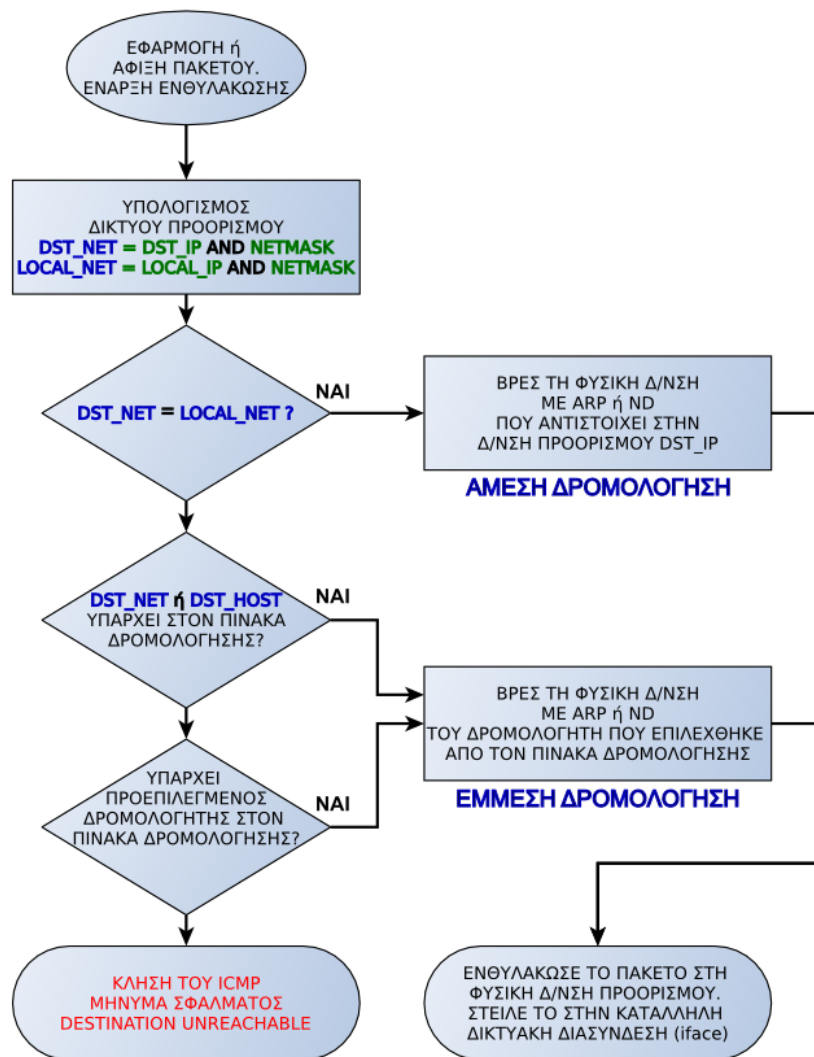 ΕΦΑΡΜΟΓΗ ή
ΑΦΙΞΗ ΠΑΚΕΤΟΥ.
ΕΝΑΡΞΗ ΕΝΘΥΛΑΚΩΣΗΣ
ΥΠΟΛΟΓΙΣΜΟΣ
ΔΙΚΤΥΟΥ ΠΡΟΟΡΙΣΜΟΥ
DST_NET = DST_IP AND NETMASK
LOCAL_NET = LOCAL_IP AND NETMASK
DST_NET = LOCAL_NET ?
ΝΑΙ
ΒΡΕΣ ΤΗ ΦΥΣΙΚΗ Δ/ΝΣΗ
ΜΕ ARP ή ND
ΠΟΥ ΑΝΤΙΣΤΟΙΧΕΙ ΣΤΗΝ
Δ/ΝΣΗ ΠΡΟΟΡΙΣΜΟΥ DST_IP
ΑΜΕΣΗ ΔΡΟΜΟΛΟΓΗΣΗ
DST_NET ή DST_HOST
ΥΠΑΡΧΕΙ ΣΤΟΝ ΠΙΝΑΚΑ
ΔΡΟΜΟΛΟΓΗΣΗΣ?
ΝΑΙ
ΒΡΕΣ ΤΗ ΦΥΣΙΚΗ Δ/ΝΣΗ
ΜΕ ARP ή ND
ΤΟΥ ΔΡΟΜΟΛΟΓΗΤΗ ΠΟΥ ΕΠΙΛΕΧΘΗΚΕ
ΑΠΟ ΤΟΝ ΠΙΝΑΚΑ ΔΡΟΜΟΛΟΓΗΣΗΣ
ΕΜΜΕΣΗ ΔΡΟΜΟΛΟΓΗΣΗ
ΥΠΑΡΧΕΙ
ΠΡΟΕΠΙΛΕΓΜΕΝΟΣ
ΔΡΟΜΟΛΟΓΗΤΗΣ ΣΤΟΝ
ΠΙΝΑΚΑ ΔΡΟΜΟΛΟΓΗΣΗΣ?
ΝΑΙ
ΚΛΗΣΗ ΤΟΥ ICMP
ΜΗΝΥΜΑ ΣΦΑΛΜΑΤΟΣ
DESTINATION UNREACHABLE
ΕΝΘΥΛΑΚΩΣΕ ΤΟ ΠΑΚΕΤΟ ΣΤΗ
ΦΥΣΙΚΗ Δ/ΝΣΗ ΠΡΟΟΡΙΣΜΟΥ.
ΣΤΕΙΛΕ ΤΟ ΣΤΗΝ ΚΑΤΑΛΛΗΛΗ
ΔΙΚΤΥΑΚΗ ΔΙΑΣΥΝΔΕΣΗ (iface)